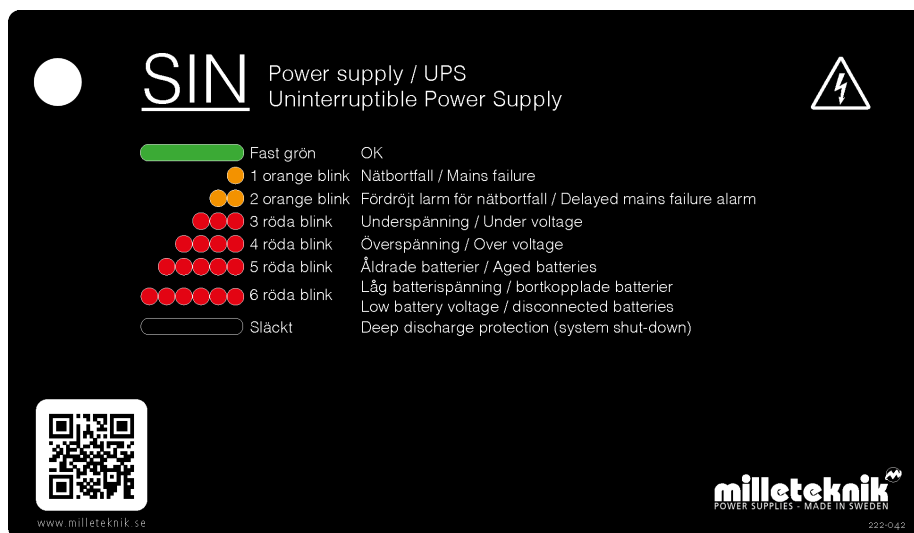 SIN
Power supply / UPS
Uninterruptible Power Supply
Fast grön OK
1 orange blink Nätbortfall / Mains failure
2 orange blink Fördröjt larm för nätbortfall / Delayed mains failure alarm
3 röda blink Underspänning / Under voltage
4 röda blink Överspänning / Over voltage
5 röda blink Åldrade batterier / Aged batteries
6 röda blink Låg batterispänning / bortkopplade batterier
Low battery voltage / disconnected batteries
Släckt Deep discharge protection (system shut-down)
milleteknik
POWER SUPPLIES - MADE IN SWEDEN
www.milleteknik.se
222-042